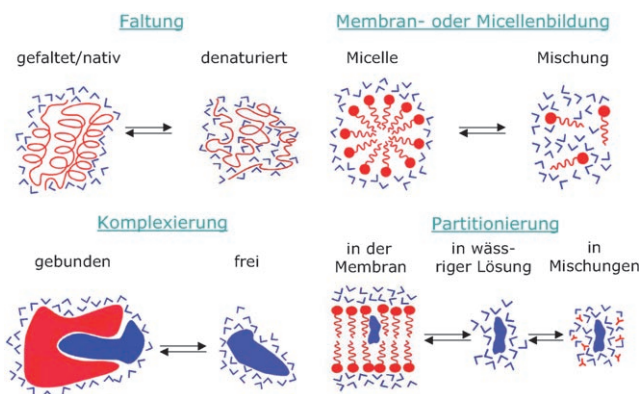 Faltung
gefaltet/nativ
denaturiert
Membran- oder Micellenbildung
Micelle
Mischung
Komplexierung
gebunden
frei
Partitionierung
in der
Membran
in wäss-
riger Lösung
in
Mischungen